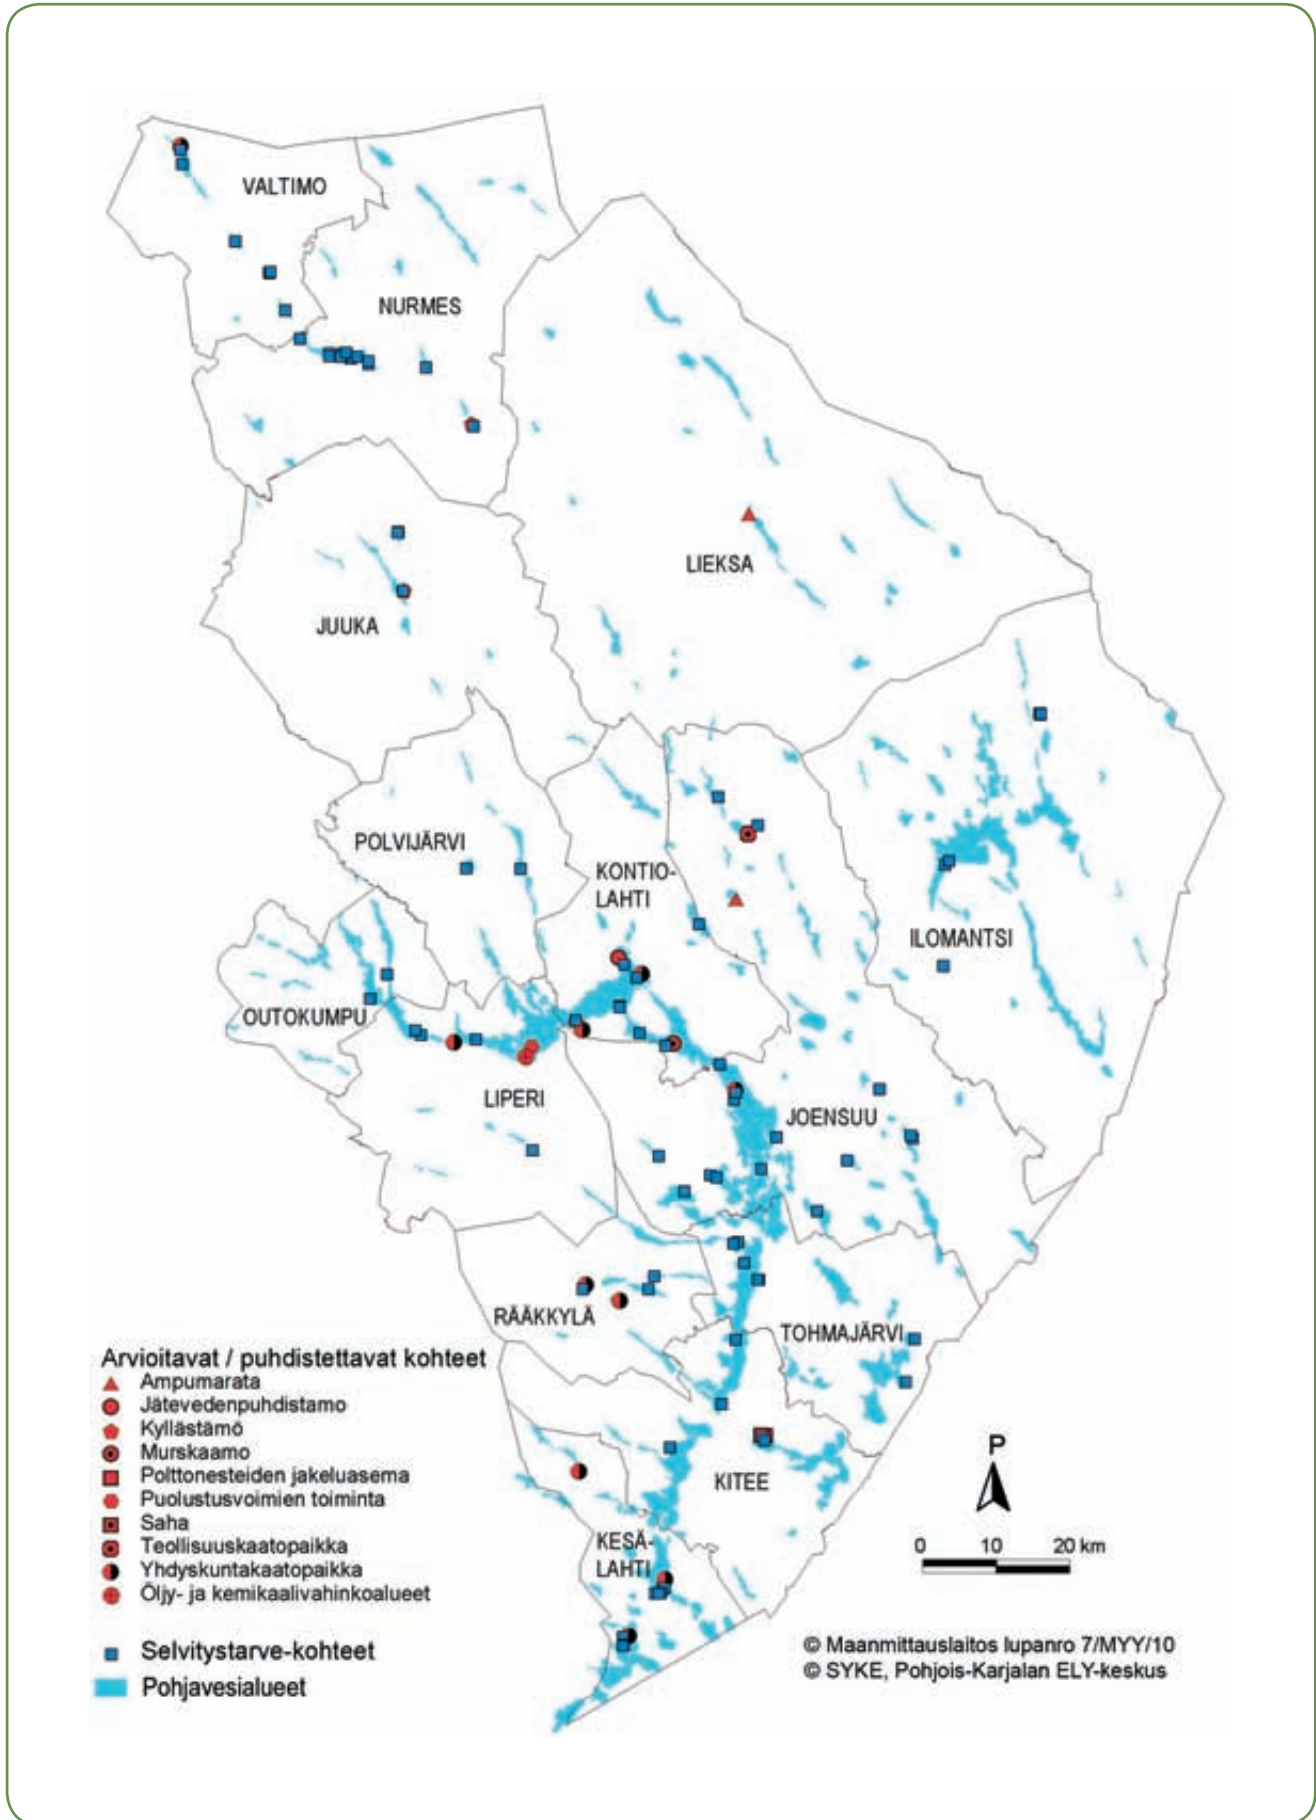 VALTIMO
NURMES
LIEKSA
JUUKA
POLVIJÄRVI
KONTIO-
LAHTI
ILOMANTSI
OUTOKUMPU
LIPERI
JOENSUU
RÄÄKKYLÄ
TOHMAJÄRVI
KITEE
KESÄ-
LAHTI
Arvioitavat / puhdistettavat kohteet
Ampumarata
Jätevedenpuhdistamo
Kyllästämö
Murskaamo
Polttonesteiden jakeluasema
Puolustusvoimien toiminta
Saha
Teollisuuskaatopaikka
Yhdyskuntakaatopaikka
Öljy- ja kemikaalivahinkoalueet
Selvitystarve-kohteet
Pohjavesialueet
P
0 10 20 km
© Maanmittauslaitos lupanro 7/MYY/10
© SYKE, Pohjois-Karjalan ELY-keskus